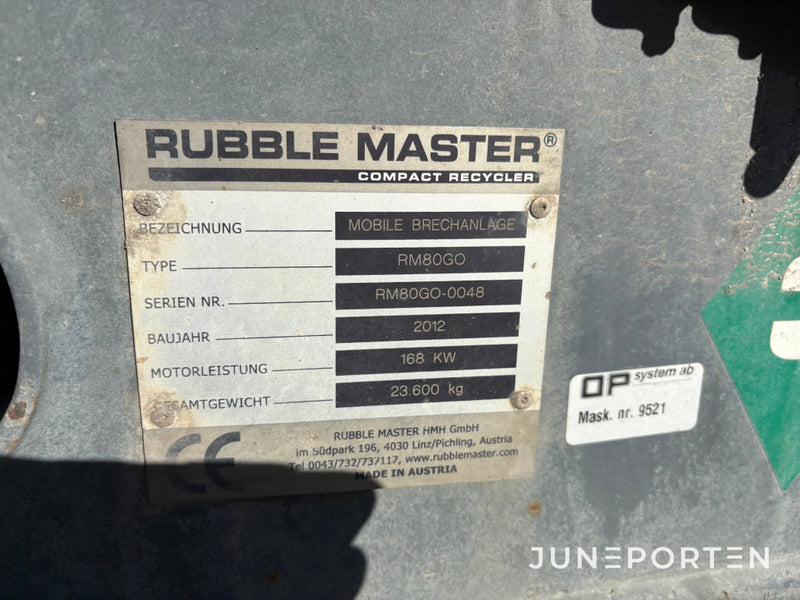 RUBBLE MASTER®
COMPACT RECYCLER
BEZEICHNUNG MOBILE BRECHANLAGE
TYPE RM80GO
SERIEN NR. RM80GO-0048
BAUJAHR 2012
MOTORLEISTUNG 168 KW
GESAMTGEWICHT 23.600 kg
CE
RUBBLE MASTER HMH GmbH
im Südpark 196, 4030 Linz/Pichling, Austria
Tel 0043/732/737117, www.rubblemaster.com
MADE IN AUSTRIA
OP system ab
Mask. nr. 9521
JUNEPORTEN